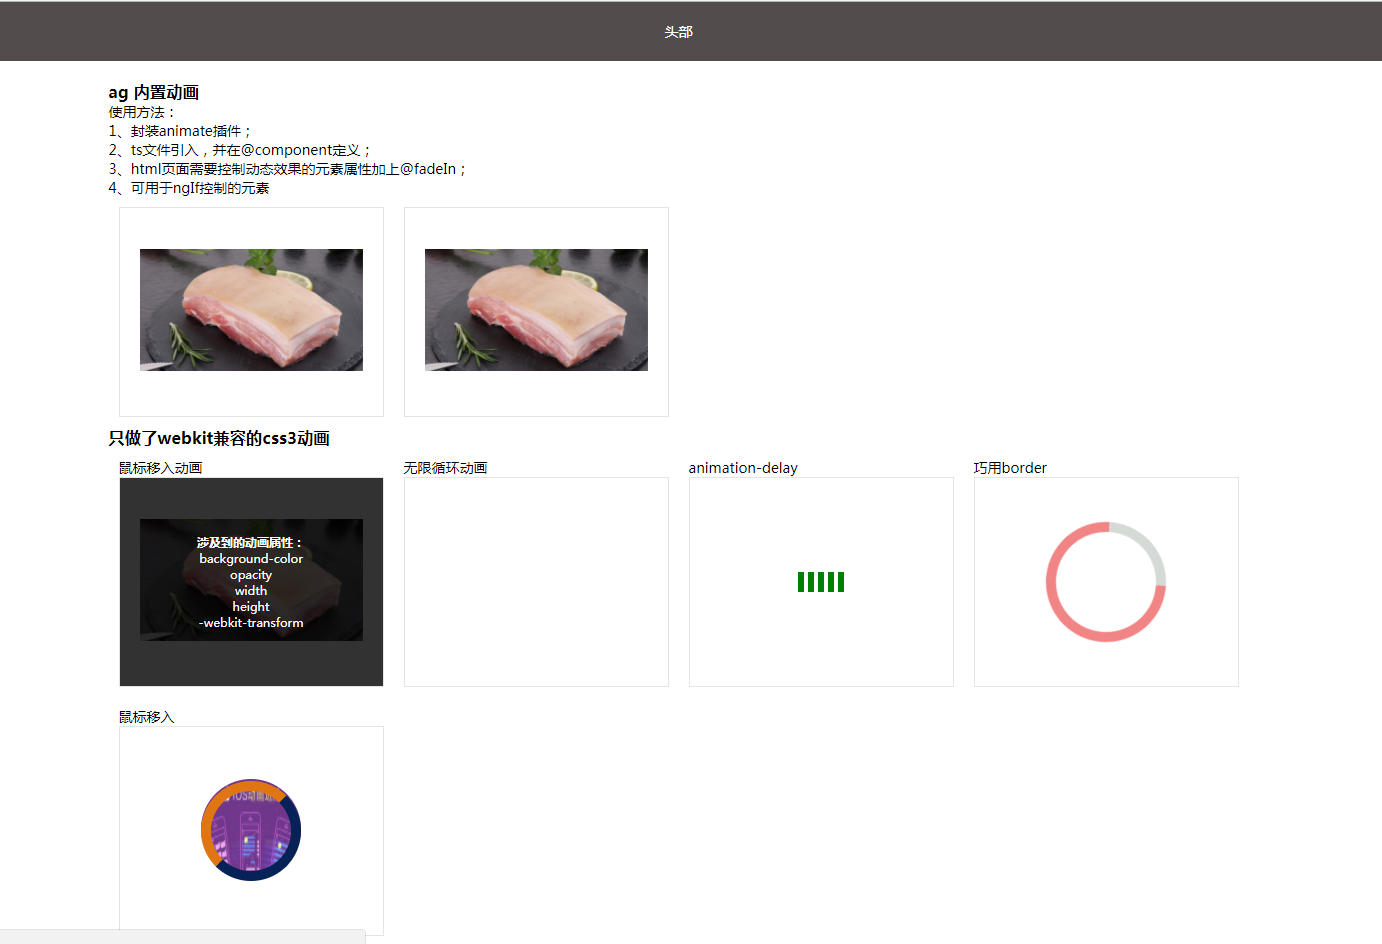 头部
ag 内置动画
使用方法：
1、封装animate插件；
2、ts文件引入，并在@component定义；
3、html页面需要控制动态效果的元素属性加上@fadeIn；
4、可用于ngIf控制的元素
只做了webkit兼容的css3动画
鼠标移入动画
无限循环动画
animation-delay
巧用border
涉及到的动画属性：
background-color
opacity
width
height
-webkit-transform
鼠标移入